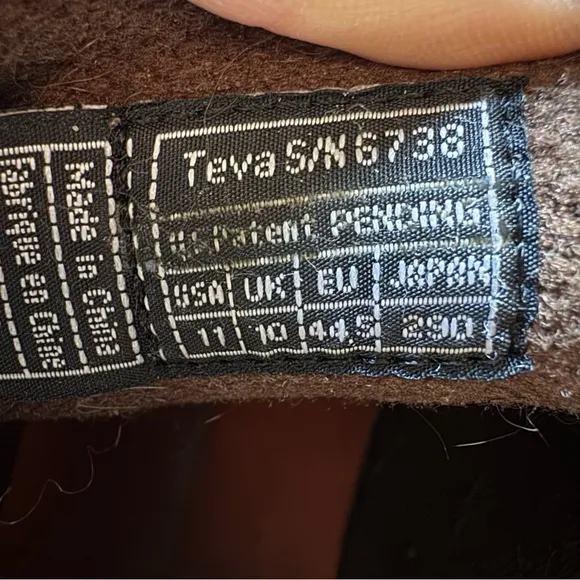 Teva S/N 6738
US Patent PENDING
USA UK EU JAPAN
11 10 44.5 290
Made in China
Fabriqué en Chine